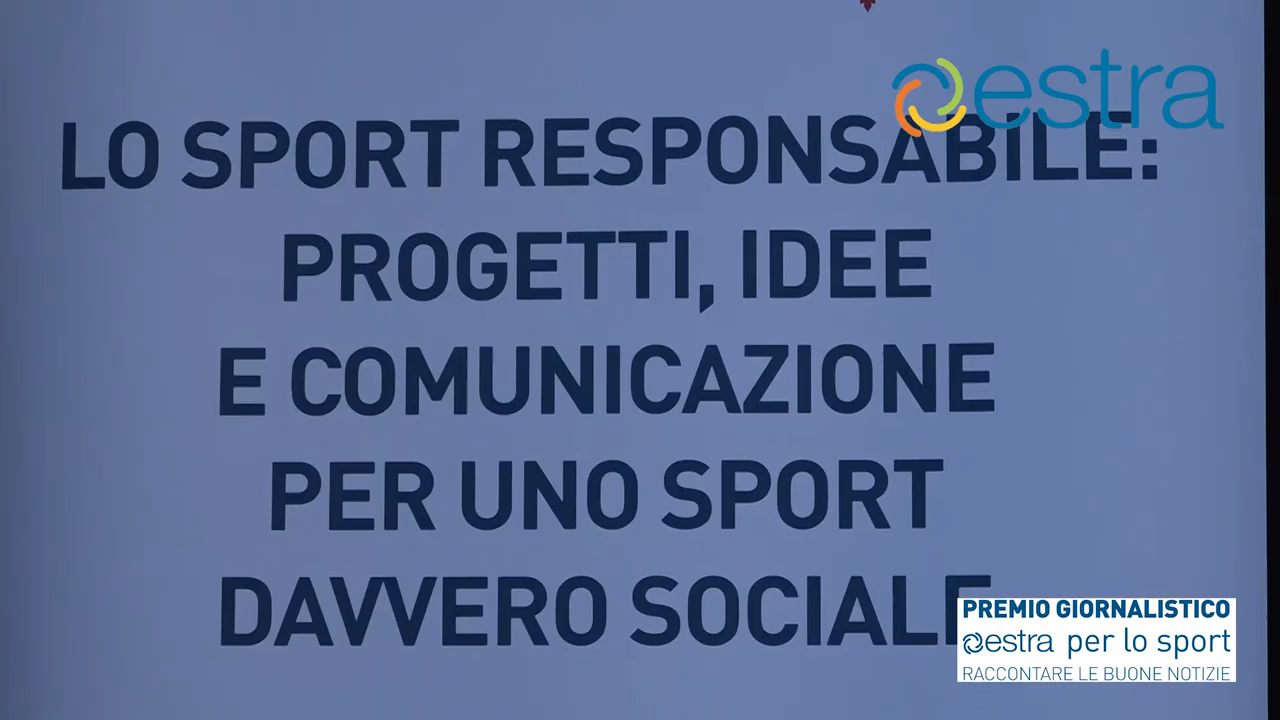 estra
LO SPORT RESPONSABILE:
PROGETTI, IDEE
E COMUNICAZIONE
PER UNO SPORT
DAVVERO SOCIALE
PREMIO GIORNALISTICO
estra per lo sport
RACCONTARE LE BUONE NOTIZIE